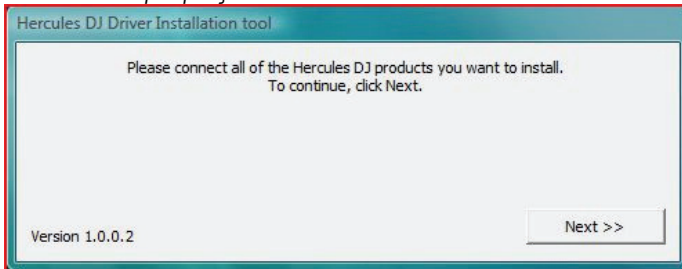 Hercules DJ Driver Installation tool
Please connect all of the Hercules DJ products you want to install.
To continue, click Next.
Next >>
Version 1.0.0.2